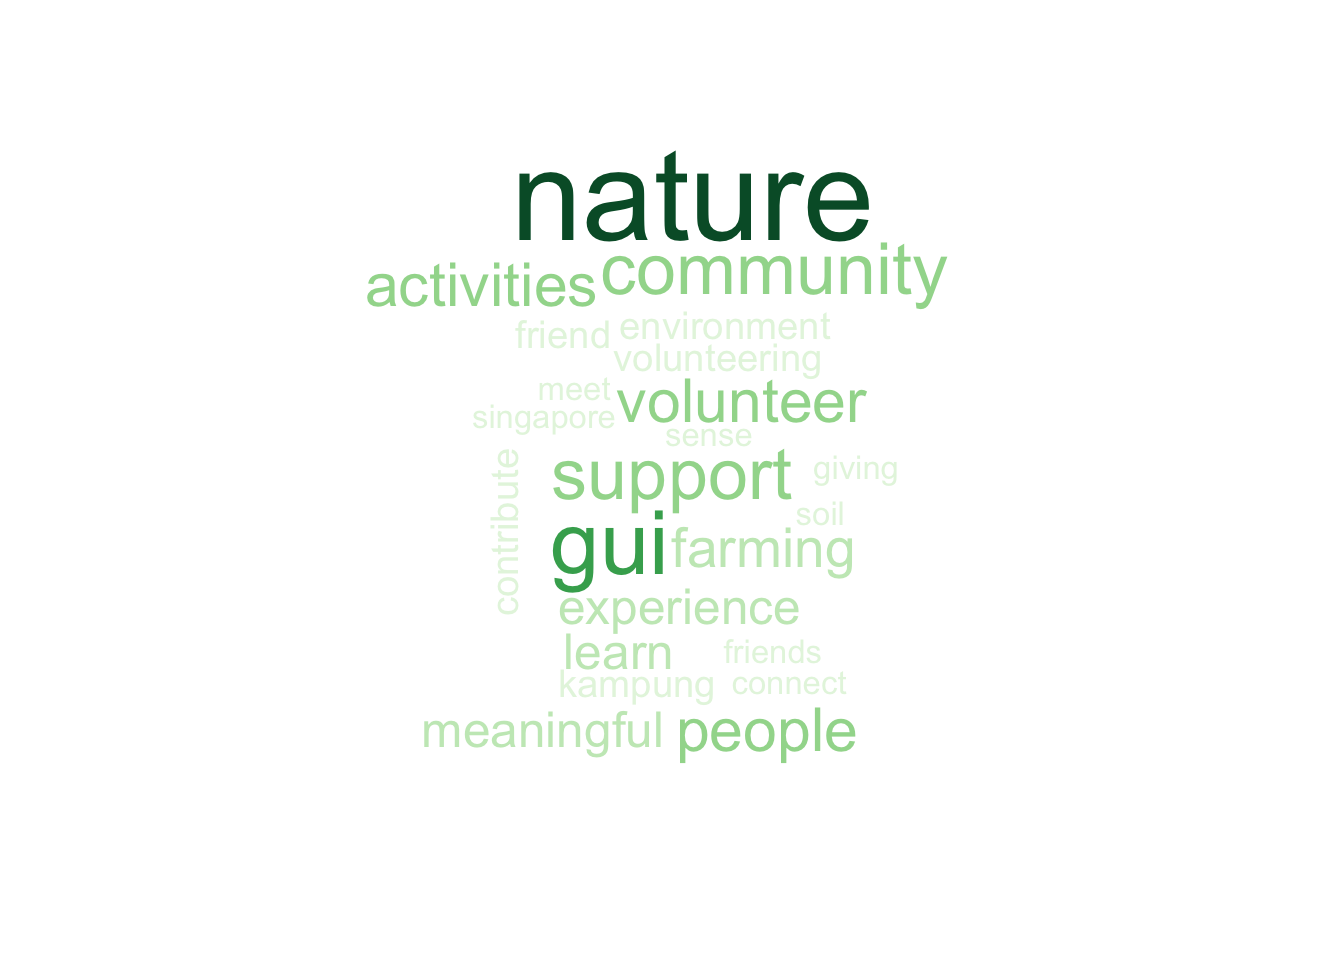 nature
activities community
friend environment
volunteering
meet volunteer
singapore
sense
support giving
contribute
soil
gui farming
experience
learn friends
kampung connect
meaningful people